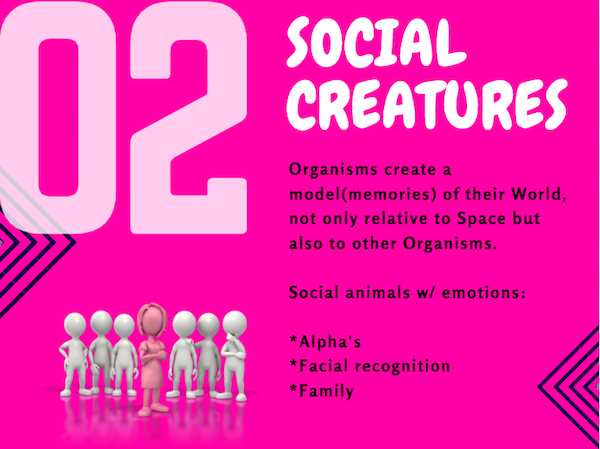 02
SOCIAL
CREATURES
Organisms create a
model(memories) of their World,
not only relative to Space but
also to other Organisms.
Social animals w/ emotions:
*Alpha's
*Facial recognition
*Family